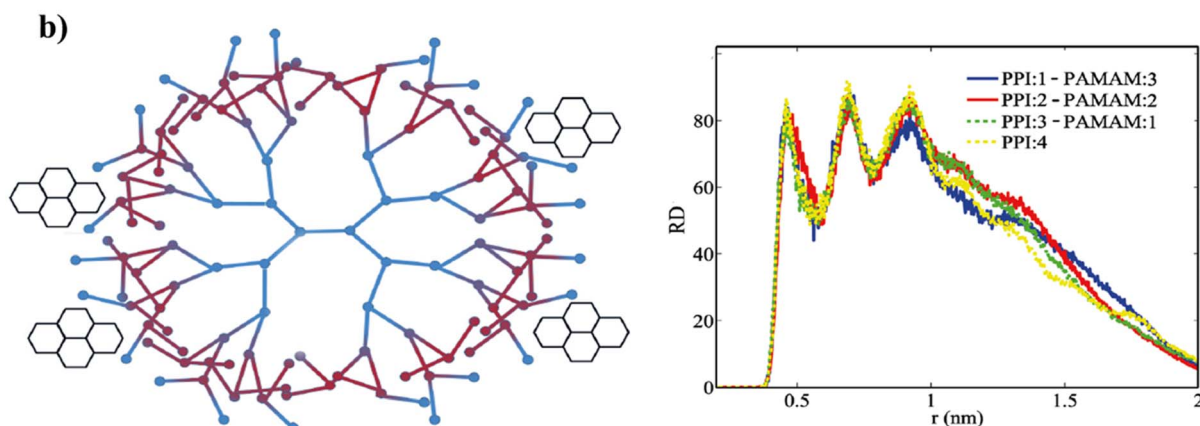 b)
PPI:1 - PAMAM:3
PPI:2 - PAMAM:2
PPI:3 - PAMAM:1
PPI:4
80
60
RD
40
20
0
0.5
1
1.5
2
r (nm)